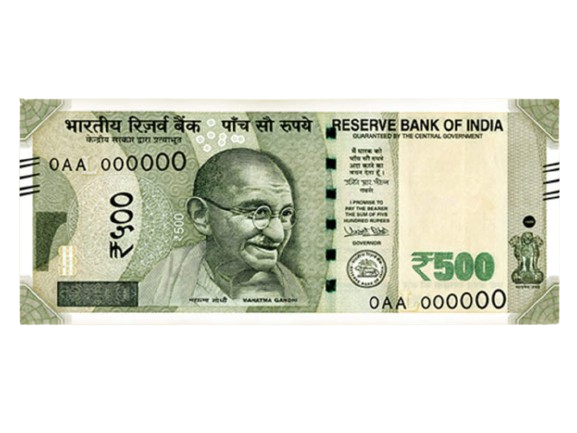 भारतीय रिज़र्व बैंक पाँच सौ रुपये
केन्द्रीय सरकार द्वारा प्रत्याभूत
RESERVE BANK OF INDIA
GUARANTEED BY THE CENTRAL GOVERNMENT
0AA 000000
₹५००
₹500
मैं धारक को
पाँच सौ रुपये
अदा करने का
वचन देता हूँ।
I PROMISE TO
PAY THE BEARER
THE SUM OF FIVE
HUNDRED RUPEES
GOVERNOR
₹500
0AA 000000
महात्मा गांधी MAHATMA GANDHI